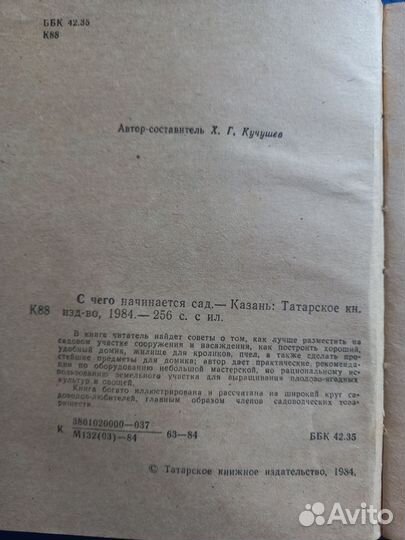 ББК 42.35
К88
Автор-составитель Х. Г. Кучушев
С чего начинается сад.— Казань: Татарское кн.
К88 изд-во, 1984.— 256 с. с ил.
В книге читатель найдет советы о том, как лучше разместить на
садовом участке сооружения и насаждения, как построить хороший,
удобный домик, жилище для кроликов, пчел, а также сделать про-
стейшие предметы для домика; автор дает практические, рекоменда-
ции по оборудованию небольшой мастерской, по рациональному ис-
пользованию земельного участка для выращивания плодово-ягодных
культур и овощей.
Книга богато иллюстрирована и рассчитана на широкий круг са-
доводов-любителей, главным образом членов садоводческих това-
риществ.
К 3801020000—037
М132(03)—84 63—84 ББК 42.35
© Татарское книжное издательство, 1984.
Avito